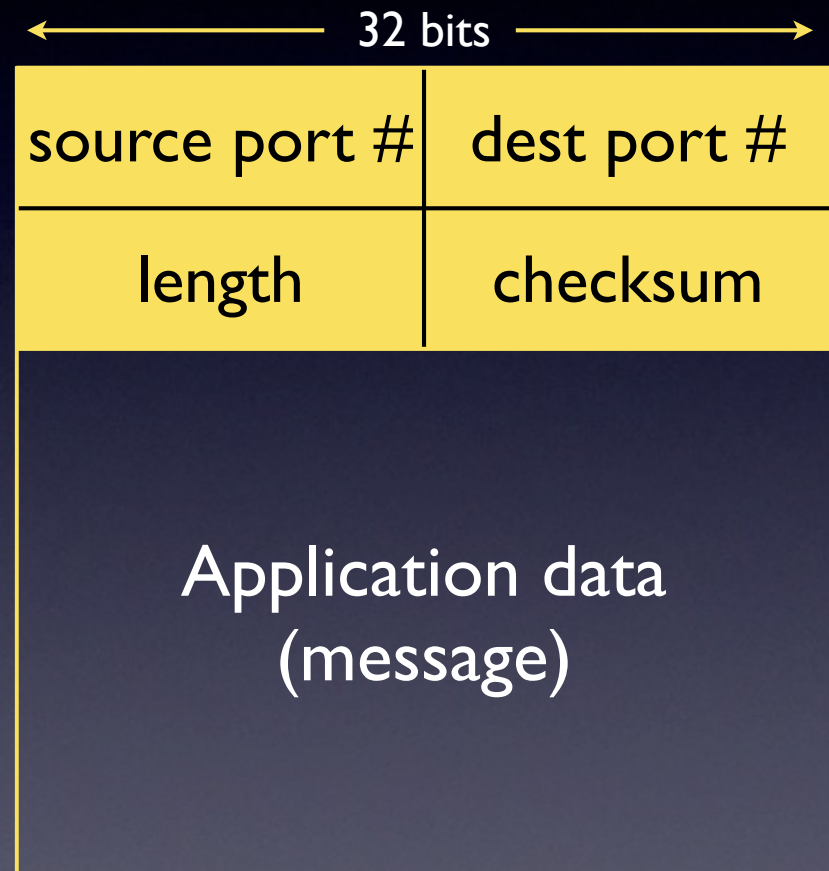 32 bits
source port # dest port #
length checksum
Application data
(message)